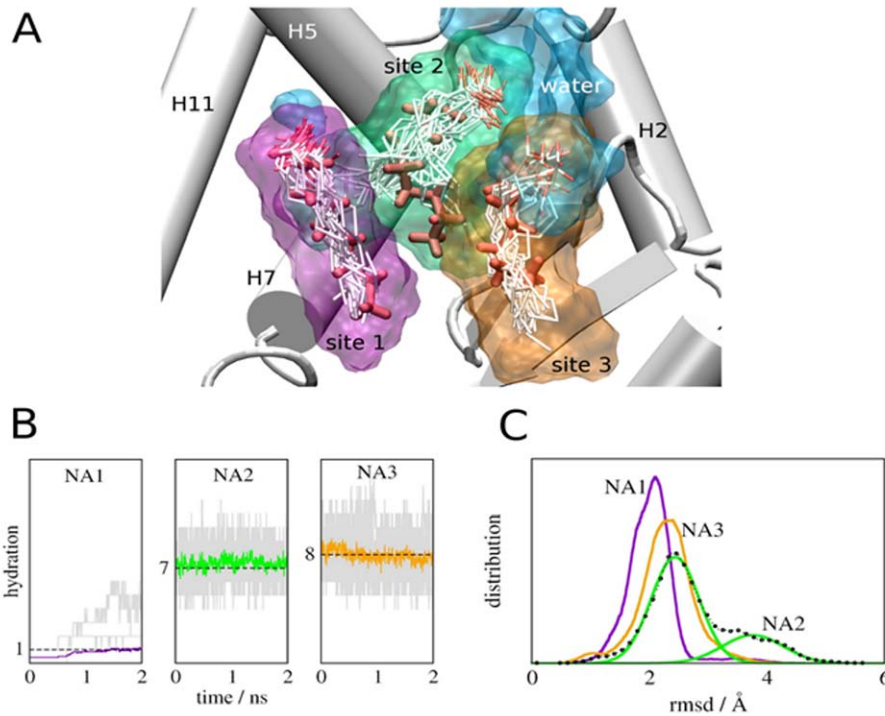 A
H5
site 2
water
H11
H2
H7
site 1
site 3
B
C
NA1
NA2
NA3
hydration
1
7
8
0 1 2
0 1 2
0 1 2
time / ns
NA1
NA3
NA2
distribution
0 2 4 6
rmsd / Å